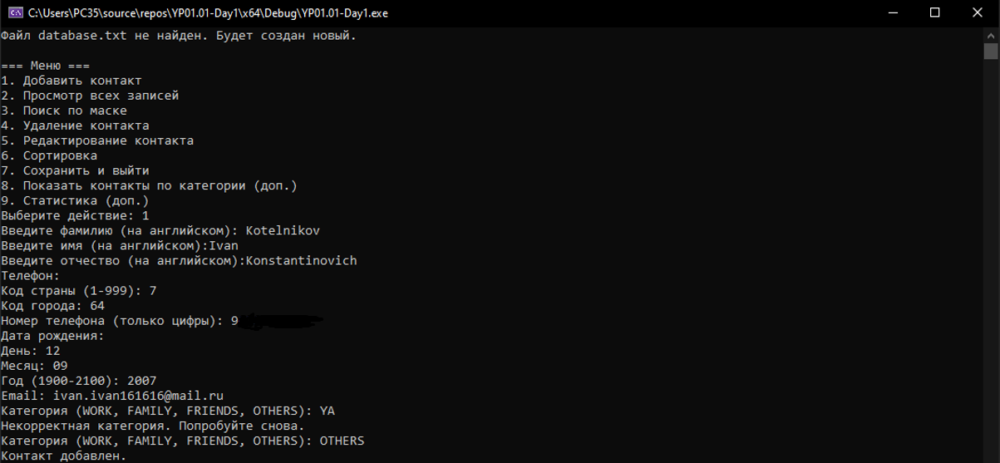 C:\Users\PC35\source\repos\YP01.01-Day1\x64\Debug\YP01.01-Day1.exe
Файл database.txt не найден. Будет создан новый.
=== Меню ===
1. Добавить контакт
2. Просмотр всех записей
3. Поиск по маске
4. Удаление контакта
5. Редактирование контакта
6. Сортировка
7. Сохранить и выйти
8. Показать контакты по категории (доп.)
9. Статистика (доп.)
Выберите действие: 1
Введите фамилию (на английском): Kotelnikov
Введите имя (на английском):Ivan
Введите отчество (на английском):Konstantinovich
Телефон:
Код страны (1-999): 7
Код города: 64
Номер телефона (только цифры): 9
Дата рождения:
День: 12
Месяц: 09
Год (1900-2100): 2007
Email: ivan.ivan161616@mail.ru
Категория (WORK, FAMILY, FRIENDS, OTHERS): YA
Некорректная категория. Попробуйте снова.
Категория (WORK, FAMILY, FRIENDS, OTHERS): OTHERS
Контакт добавлен.